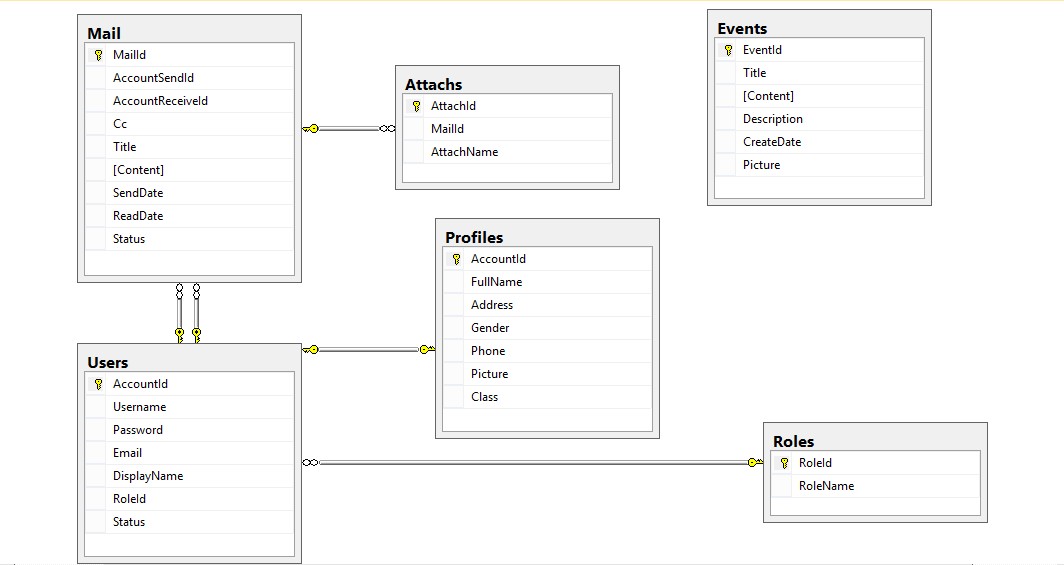 Mail
MailId
AccountSendId
AccountReceiveId
Cc
Title
[Content]
SendDate
ReadDate
Status
Attachs
AttachId
MailId
AttachName
Events
EventId
Title
[Content]
Description
CreateDate
Picture
Profiles
AccountId
FullName
Address
Gender
Phone
Picture
Class
Users
AccountId
Username
Password
Email
DisplayName
RoleId
Status
Roles
RoleId
RoleName